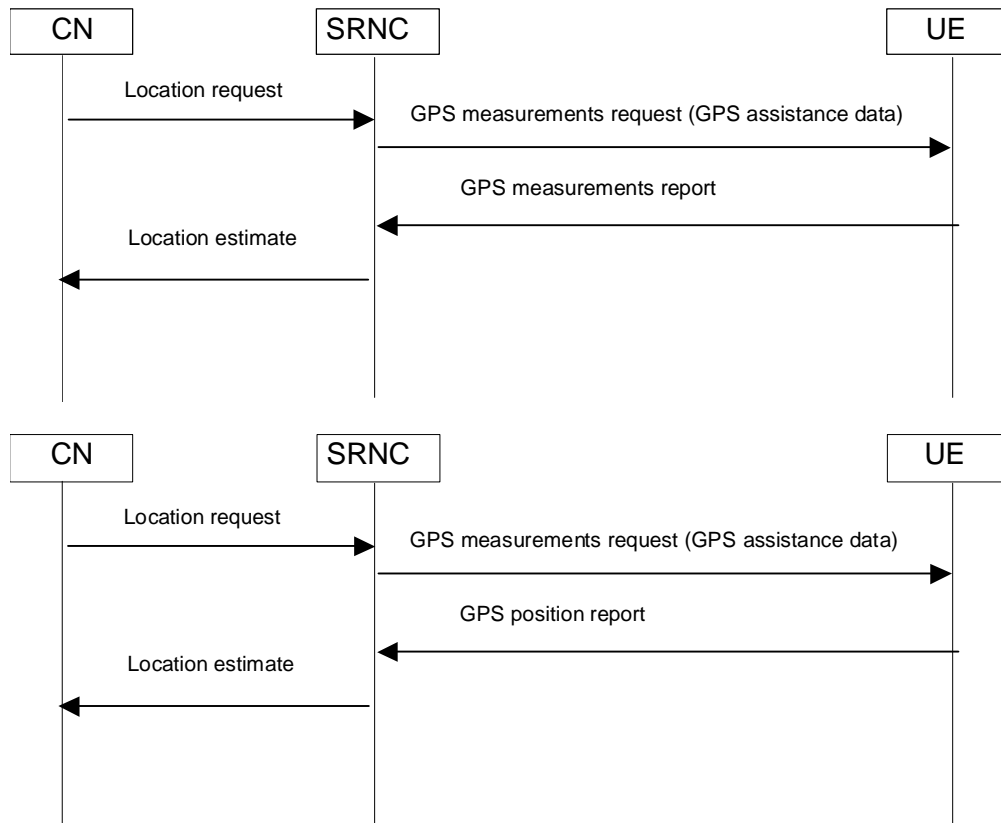 CN
SRNC
UE
Location request
GPS measurements request (GPS assistance data)
GPS measurements report
Location estimate
CN
SRNC
UE
Location request
GPS measurements request (GPS assistance data)
GPS position report
Location estimate